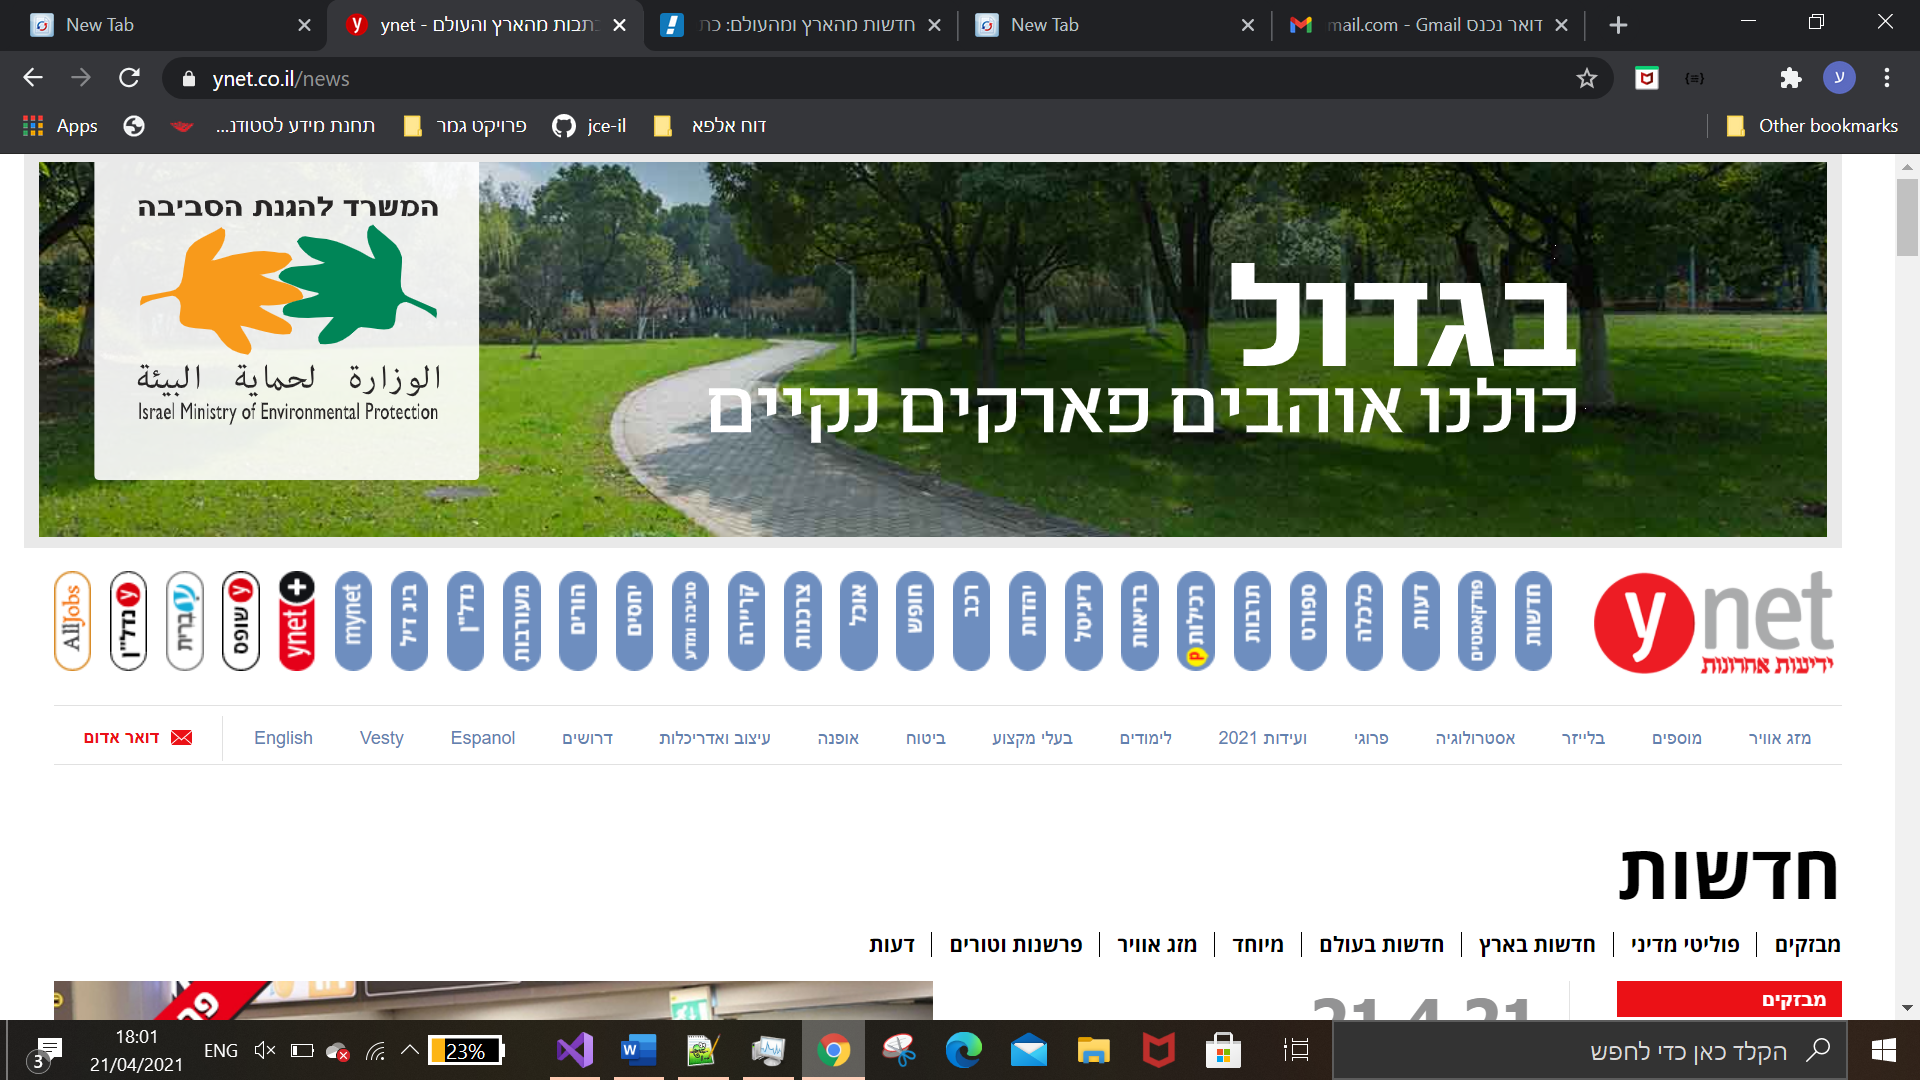 New Tab
ynet - כתבות מהארץ והעולם
חדשות מהארץ ומהעולם: כת
New Tab
דואר נכנס mail.com - Gmail
ynet.co.il/news
ע
Apps
תחנת מידע לסטודנ...
פרויקט גמר
jce-il
דוח אלפא
Other bookmarks
המשרד להגנת הסביבה
الوزارة لحماية البيئة
Israel Ministry of Environmental Protection
בגדול
כולנו אוהבים פארקים נקיים
ynet
ידיעות אחרונות
חדשות
פודקאסטים
דעות
כלכלה
ספורט
תרבות
רכילות
בריאות
דיגיטל
יהדות
רכב
חופש
אוכל
צרכנות
קריירה
סביבה ומדע
יחסים
הורים
מעורבות
נדל"ן
ביג דיל
mynet
ynet+
y שופס
עברית
y נדל"ן
AllJobs
מזג אוויר
מוספים
בלייזר
אסטרולוגיה
פרוגי
ועידות 2021
לימודים
בעלי מקצוע
ביטוח
אופנה
עיצוב ואדריכלות
דרושים
Espanol
Vesty
English
דואר אדום
חדשות
מבזקים
פוליטי מדיני
חדשות בארץ
חדשות בעולם
מיוחד
מזג אוויר
פרשנות וטורים
דעות
מבזקים
21.4.21
3
18:01
21/04/2021
ENG
23%
הקלד כאן כדי לחפש